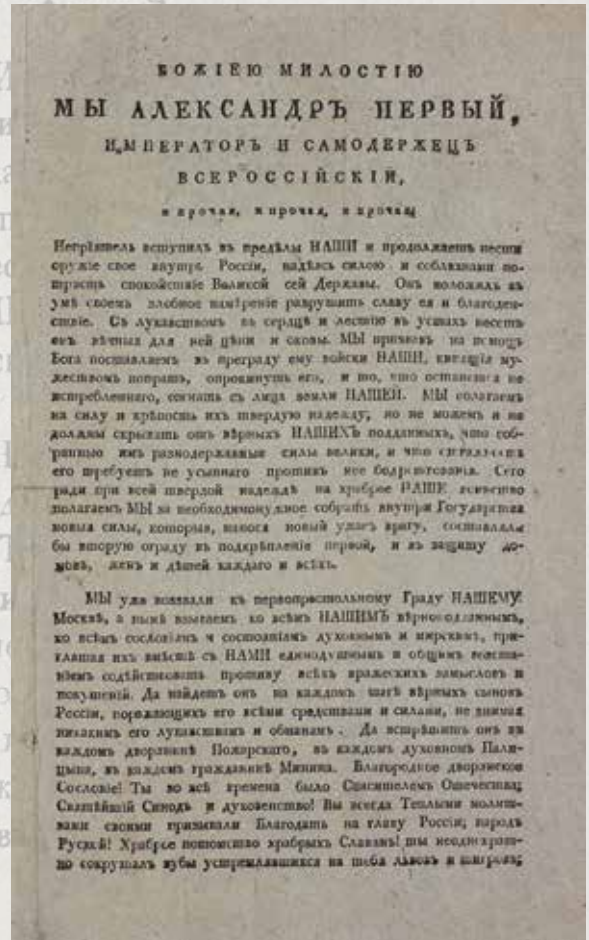 БОЖІЕЮ МИЛОСТІЮ
МЫ АЛЕКСАНДРЪ ПЕРВЫЙ,
ИМПЕРАТОРЪ И САМОДЕРЖЕЦЪ
ВСЕРОССІЙСКІЙ,
и прочая, и прочая, и прочая,
Непріятель вступилъ въ предѣлы НАШИ и продолжаетъ нести
оружіе свое внутрь Россіи, надѣясь силою и соблазнами по-
трясть спокойствіе Великой сей Державы. Онъ положилъ въ
умѣ своемъ злобное намѣреніе разрушить славу ея и благоден-
ствіе. Съ лукавствомъ въ сердцѣ и лестію въ устахъ несетъ
онъ вѣчныя для ней цѣпи и оковы. МЫ призвавъ на помощь
Бога поставляемъ въ преграду ему войски НАШИ, кипящія му-
жествомъ попрать, опрокинуть его, и то, что останется не
истребленнаго, согнать съ лица земли НАШЕЙ. МЫ полагаемъ
на силу и крѣпость ихъ твердую надежду; но не можемъ и не
должны скрывать отъ вѣрныхъ НАШИХЪ подданныхъ, что соб-
ранныя имъ разнодержавныя силы велики, и что
его требуетъ не усыпнаго противъ нее бодрствованія. Сего
ради при всей твердой надеждѣ на храброе НАШЕ воинство
полагаемъ МЫ за необходимонужное собрать внутри Государства
новыя силы, которыя, нанося новый ужасъ врагу, составляли
бы вторую ограду въ подкрѣпленіе первой, и въ защиту до-
мовъ, женъ и дѣтей каждаго и всѣхъ.
МЫ уже воззвали къ первопрестольному Граду НАШЕМУ
Москвѣ, а нынѣ взываемъ ко всѣмъ НАШИМЪ вѣрноподданнымъ,
ко всѣмъ сословіямъ и состояніямъ духовнымъ и мирскимъ, при-
глашая ихъ вмѣстѣ съ НАМИ единодушнымъ и общимъ возста-
ніемъ содѣйствовать противу всѣхъ вражескихъ замысловъ и
покушеній. Да найдетъ онъ на каждомъ шагѣ вѣрныхъ сыновъ
Россіи, поражающихъ его всѣми средствами и силами, не внимая
никакимъ его лукавствамъ и обманамъ. Да встрѣтитъ онъ въ
каждомъ дворянинѣ Пожарскаго, въ каждомъ духовномъ Пали-
цына, въ каждомъ гражданинѣ Минина. Благородное дворянское
Сословіе! Ты во всѣ времена было Спасителемъ Отечества;
Святѣйшій Синодъ и духовенство! Вы всегда Теплыми молит-
вами своими призывали Благодать на главу Россіи; народъ
Руской! Храброе потомство храбрыхъ Славянъ! ты неоднократ-
но сокрушалъ зубы устремлявшихся на тебя львовъ и тигровъ;